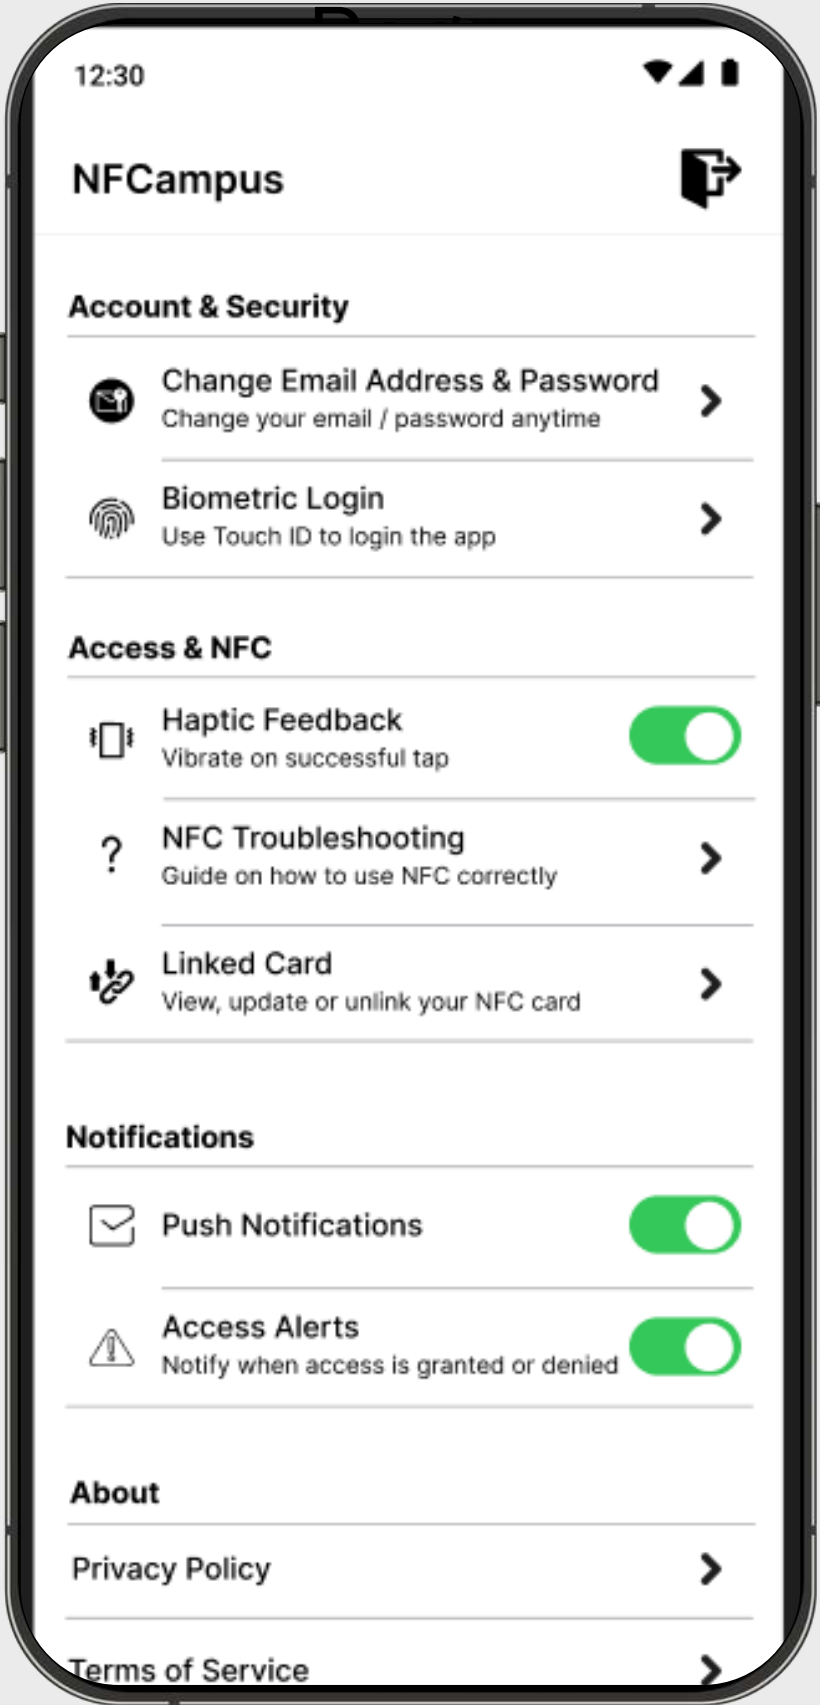 12:30
NFCampus
Account & Security
Change Email Address & Password
Change your email / password anytime
Biometric Login
Use Touch ID to login the app
Access & NFC
Haptic Feedback
Vibrate on successful tap
?
NFC Troubleshooting
Guide on how to use NFC correctly
Linked Card
View, update or unlink your NFC card
Notifications
Push Notifications
Access Alerts
Notify when access is granted or denied
About
Privacy Policy
Terms of Service